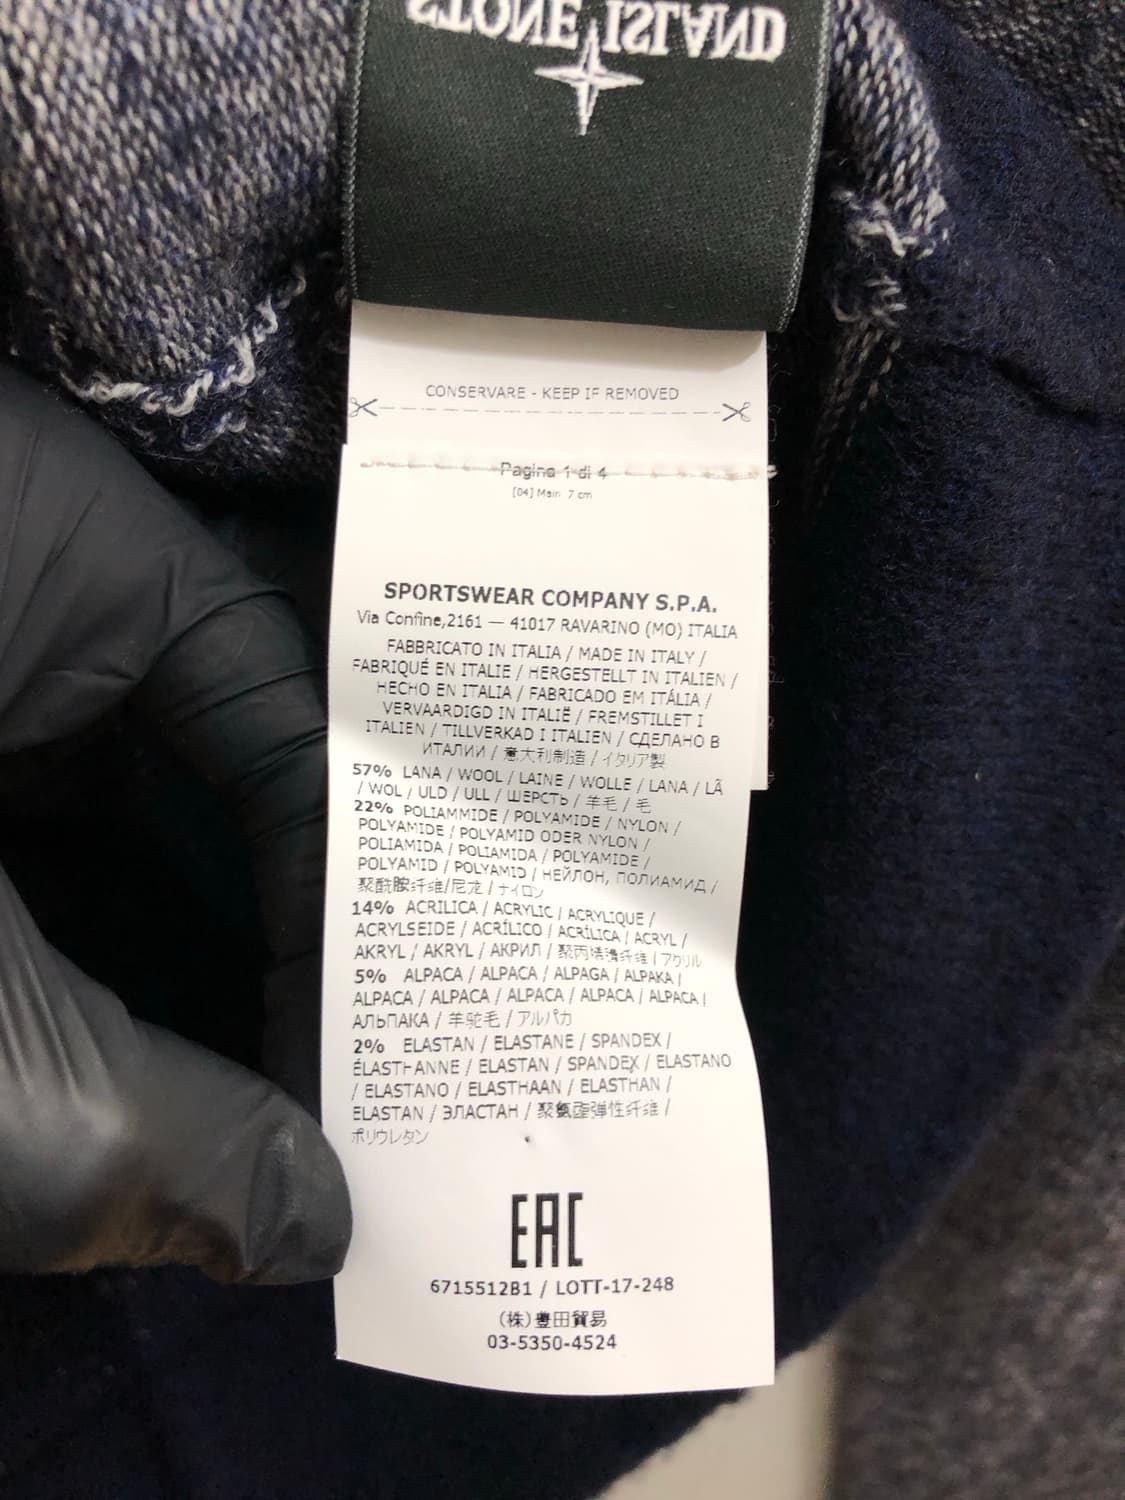 STONE ISLAND
CONSERVARE - KEEP IF REMOVED
Pagina 1 di 4
[04] Main 7 cm
SPORTSWEAR COMPANY S.P.A.
Via Confine,2161 — 41017 RAVARINO (MO) ITALIA
FABBRICATO IN ITALIA / MADE IN ITALY /
FABRIQUÉ EN ITALIE / HERGESTELLT IN ITALIEN /
HECHO EN ITALIA / FABRICADO EM ITÁLIA /
VERVAARDIGD IN ITALIË / FREMSTILLET I
ITALIEN / TILLVERKAD I ITALIEN / СДЕЛАНО В
ИТАЛИИ / 意大利制造 / イタリア製
57% LANA / WOOL / LAINE / WOLLE / LANA / LÃ
/ WOL / ULD / ULL / ШЕРСТЬ / 羊毛 / 毛
22% POLIAMMIDE / POLYAMIDE / NYLON /
POLYAMIDE / POLYAMID ODER NYLON /
POLIAMIDA / POLIAMIDA / POLYAMIDE /
POLYAMID / POLYAMID / НЕЙЛОН, ПОЛИАМИД /
聚酰胺纤维/尼龙 / ナイロン
14% ACRILICA / ACRYLIC / ACRYLIQUE /
ACRYLSEIDE / ACRÍLICO / ACRÍLICA / ACRYL /
AKRYL / AKRYL / АКРИЛ / 聚丙烯腈纤维 / アクリル
5% ALPACA / ALPACA / ALPAGA / ALPAKA /
ALPACA / ALPACA / ALPACA / ALPACA / ALPACA /
АЛЬПАКА / 羊驼毛 / アルパカ
2% ELASTAN / ELASTANE / SPANDEX /
ÉLASTHANNE / ELASTAN / SPANDEX / ELASTANO
/ ELASTANO / ELASTHAAN / ELASTHAN /
ELASTAN / ЭЛАСТАН / 聚氨酯弹性纤维 /
ポリウレタン
EAC
6715512B1 / LOTT-17-248
(株)豊田貿易
03-5350-4524